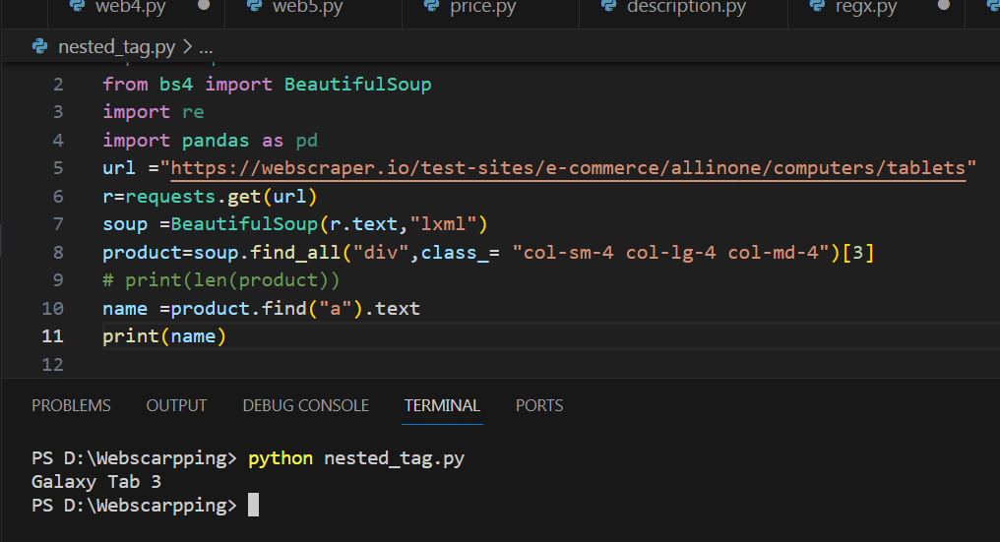 web4.py web5.py price.py description.py regx.py
nested_tag.py > ...
2 from bs4 import BeautifulSoup
3 import re
4 import pandas as pd
5 url ="https://webscraper.io/test-sites/e-commerce/allinone/computers/tablets"
6 r=requests.get(url)
7 soup =BeautifulSoup(r.text,"lxml")
8 product=soup.find_all("div",class_= "col-sm-4 col-lg-4 col-md-4")[3]
9 # print(len(product))
10 name =product.find("a").text
11 print(name)
12
PROBLEMS OUTPUT DEBUG CONSOLE TERMINAL PORTS
PS D:\Webscarpping> python nested_tag.py
Galaxy Tab 3
PS D:\Webscarpping>